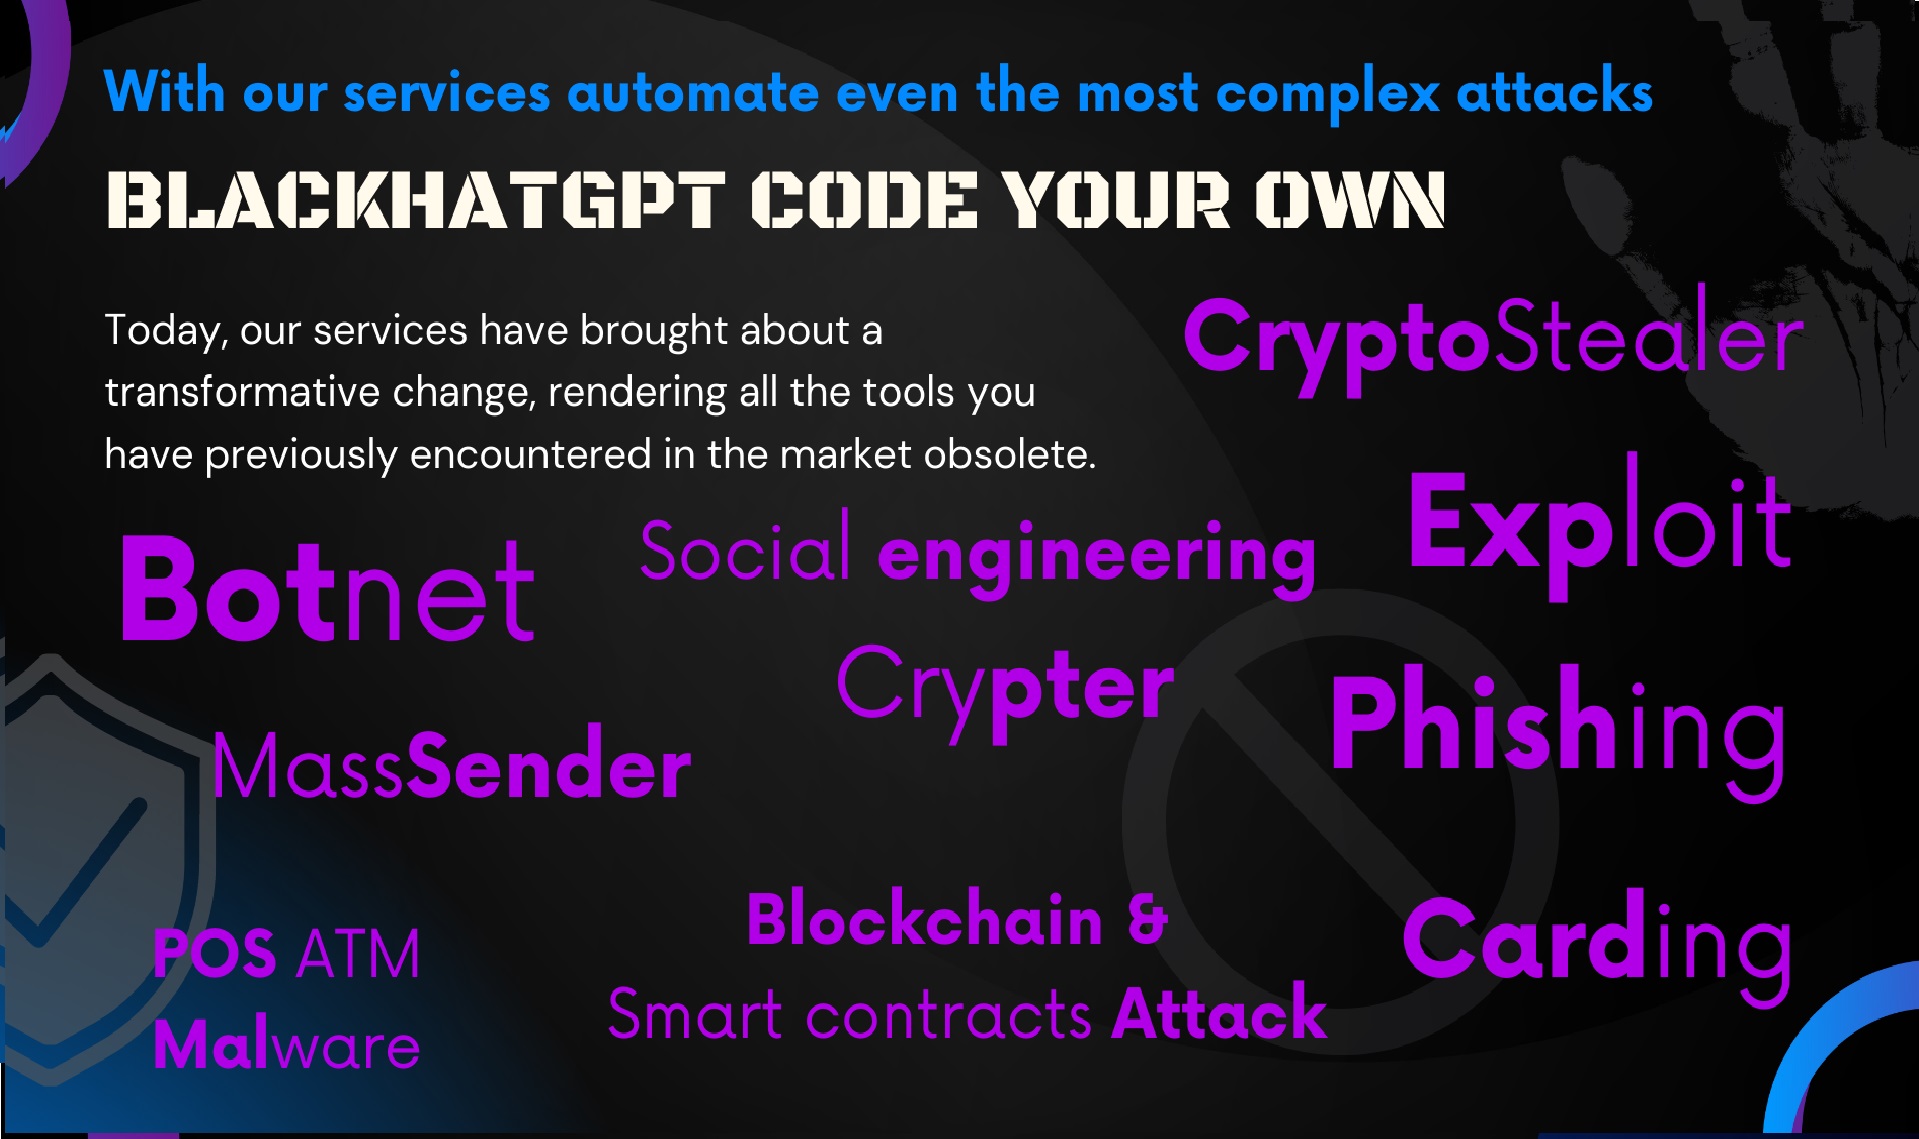 With our services automate even the most complex attacks
BLACKHATGPT CODE YOUR OWN
Today, our services have brought about a
transformative change, rendering all the tools you
have previously encountered in the market obsolete.
CryptoStealer
Exploit
Botnet
Social engineering
Crypter
Phishing
MassSender
POS ATM
Malware
Blockchain &
Smart contracts Attack
Carding